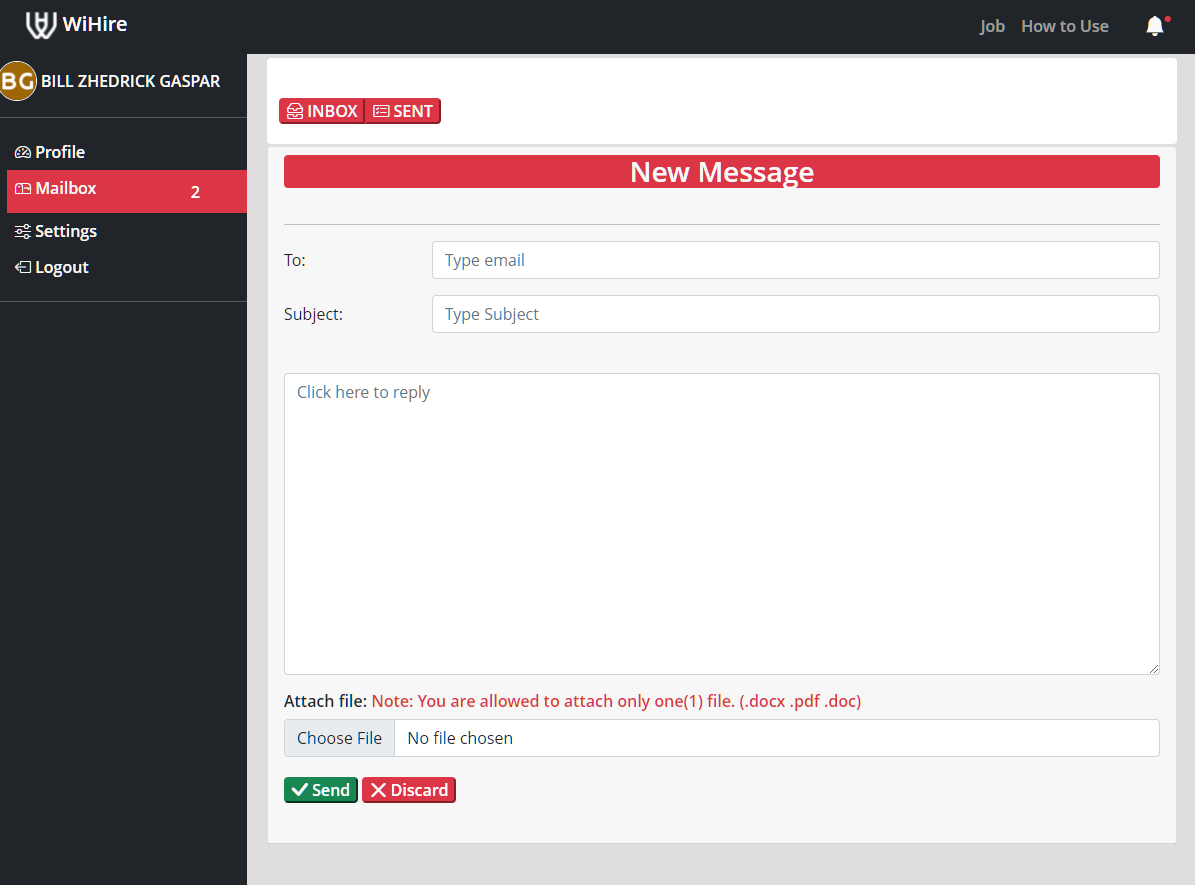 WiHire
Job How to Use
BG BILL ZHEDRICK GASPAR
Profile
Mailbox 2
Settings
Logout
INBOX SENT
New Message
To: Type email
Subject: Type Subject
Click here to reply
Attach file: Note: You are allowed to attach only one(1) file. (.docx .pdf .doc)
Choose File No file chosen
Send Discard